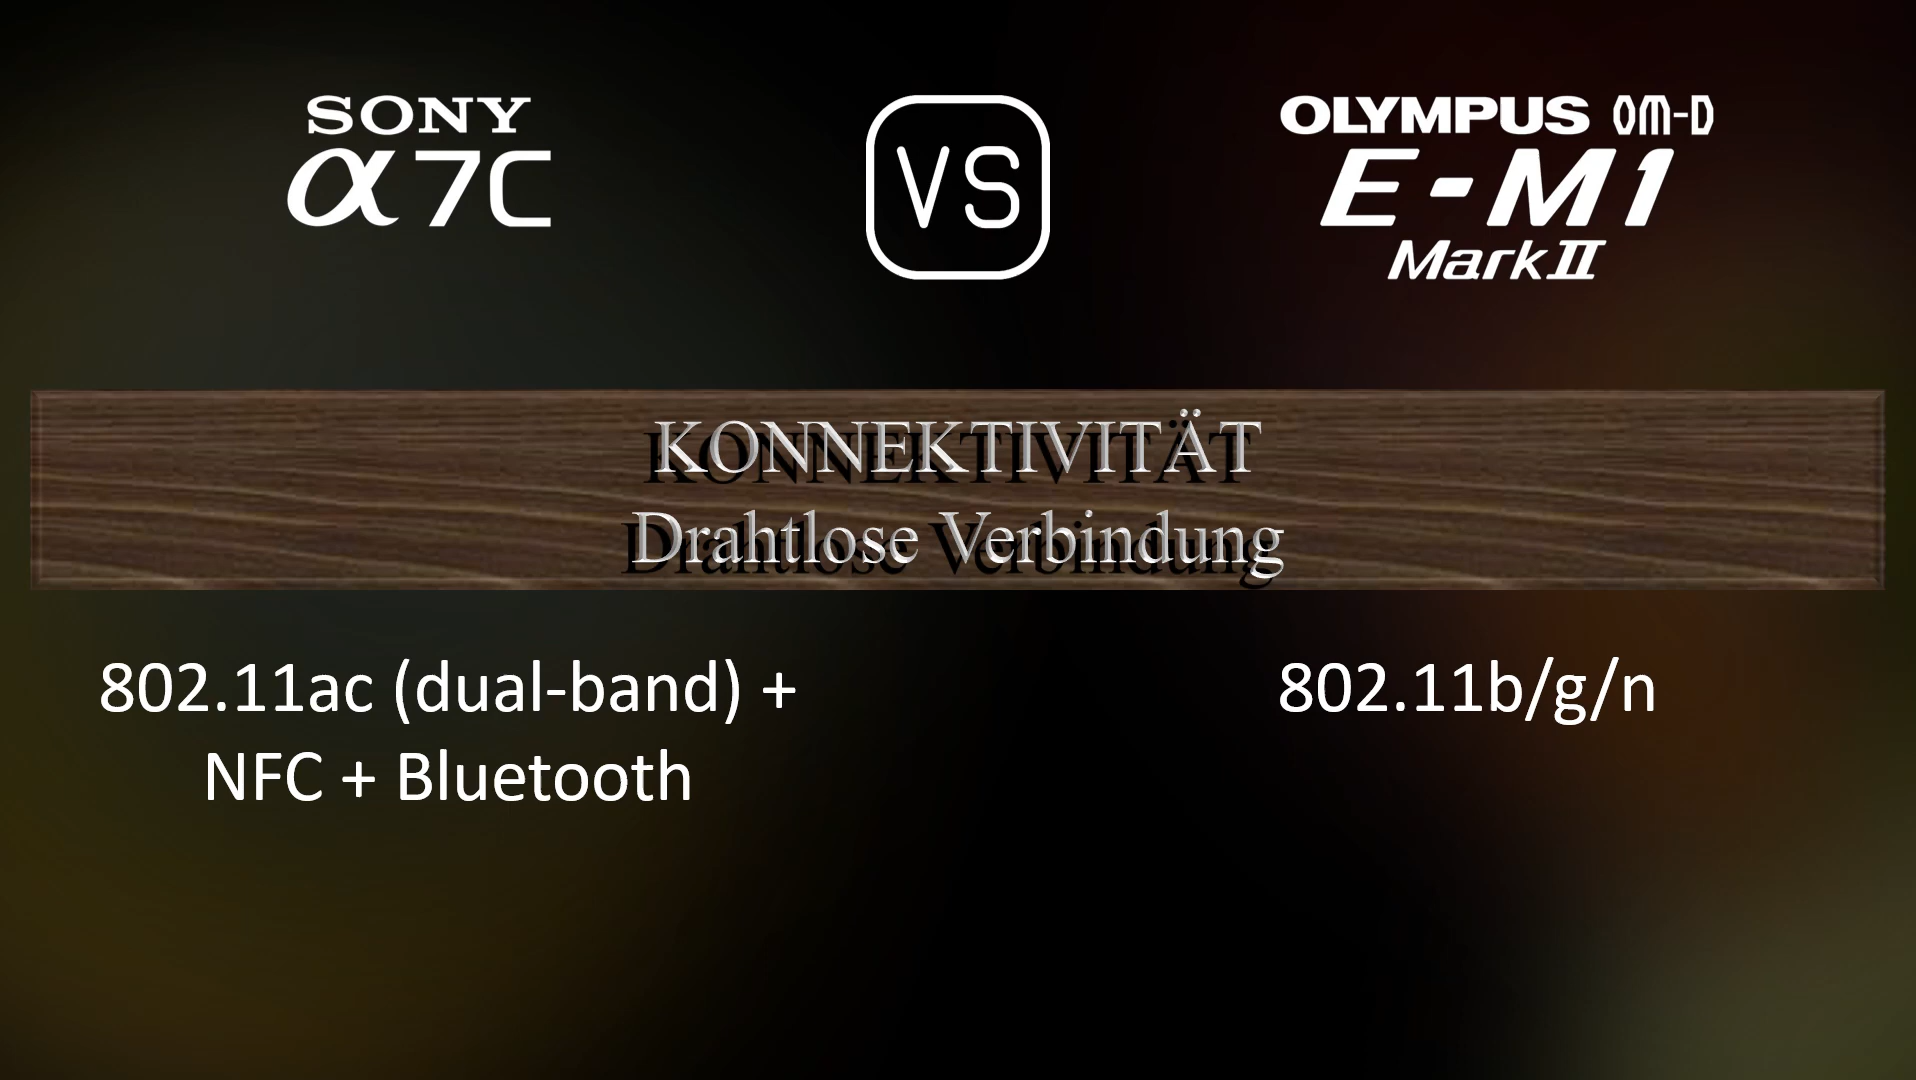 SONY
α7C
VS
OLYMPUS OM-D
E-M1
Mark II
KONNEKTIVITÄT
Drahtlose Verbindung
802.11ac (dual-band) +
NFC + Bluetooth
802.11b/g/n